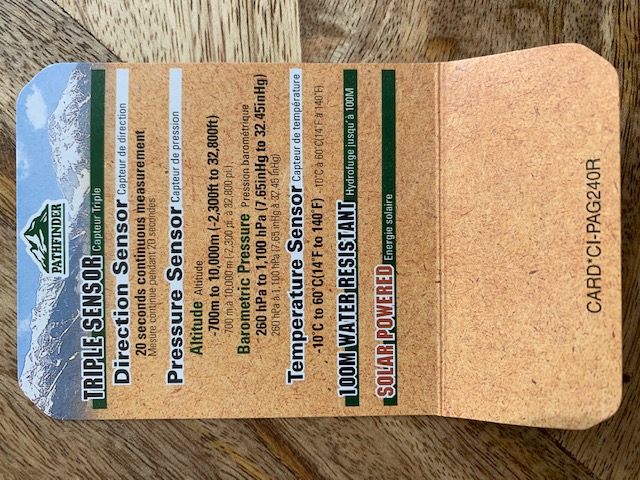 PATHFINDER
TRIPLE SENSOR Capteur Triple
Direction Sensor Capteur de direction
20 seconds continuous measurement
Mesure continue pendant 20 secondes
Pressure Sensor Capteur de pression
Altitude Altitude
-700m to 10,000m (-2,300ft to 32,800ft)
-700 m à 10,000 m (-2,300 pi. à 32,800 pi.)
Barometric Pressure Pression barométrique
260 hPa to 1,100 hPa (7.65inHg to 32.45inHg)
260 hPa à 1,100 hPa (7.65 inHg à 32.45 inHg)
Temperature Sensor Capteur de température
-10°C to 60°C(14°F to 140°F) -10°C à 60°C(14°F à 140°F)
100M WATER RESISTANT Hydrofuge jusqu'à 100M
SOLAR POWERED Energie solaire
CARD*CI-PAG240R